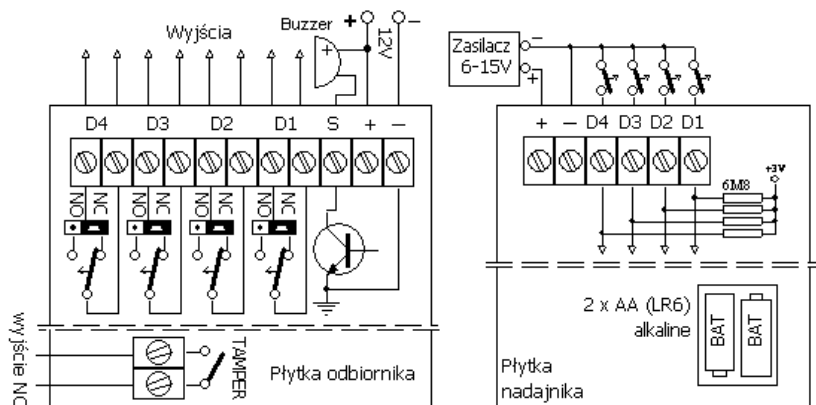 Wyjścia
Buzzer
+
+
–
12V
D4 D3 D2 D1 S + –
NO
NC
NO
NC
NO
NC
NO
NC
wyjście NC
TAMPER
Płytka odbiornika
Zasilacz
6-15V
–
+
+ – D4 D3 D2 D1
+3V
6M8
2 x AA (LR6)
alkaline
BAT
BAT
Płytka
nadajnika